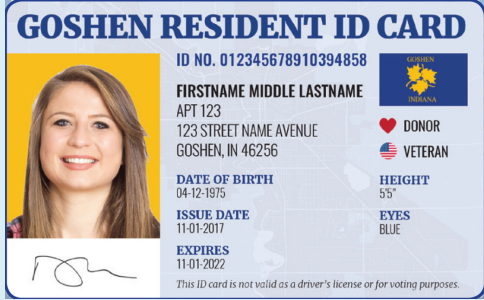 GOSHEN RESIDENT ID CARD
ID NO. 012345678910394858
FIRSTNAME MIDDLE LASTNAME
APT 123
123 STREET NAME AVENUE
GOSHEN, IN 46256
GOSHEN
INDIANA
DONOR
VETERAN
DATE OF BIRTH
04-12-1975
HEIGHT
5'5"
ISSUE DATE
11-01-2017
EYES
BLUE
EXPIRES
11-01-2022
This ID card is not valid as a driver's license or for voting purposes.